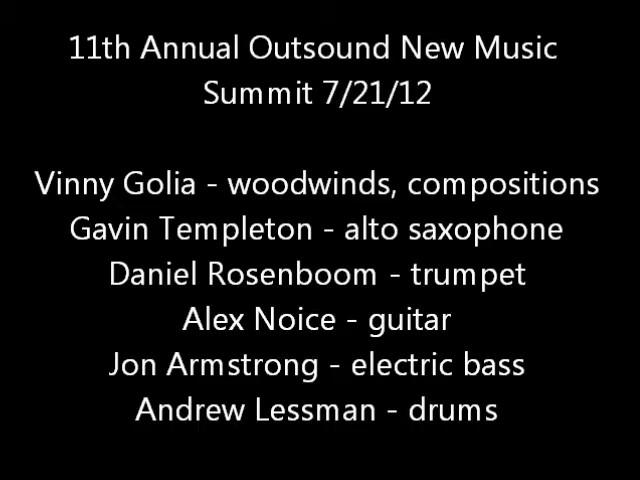 11th Annual Outsound New Music
Summit 7/21/12
Vinny Golia - woodwinds, compositions
Gavin Templeton - alto saxophone
Daniel Rosenboom - trumpet
Alex Noice - guitar
Jon Armstrong - electric bass
Andrew Lessman - drums